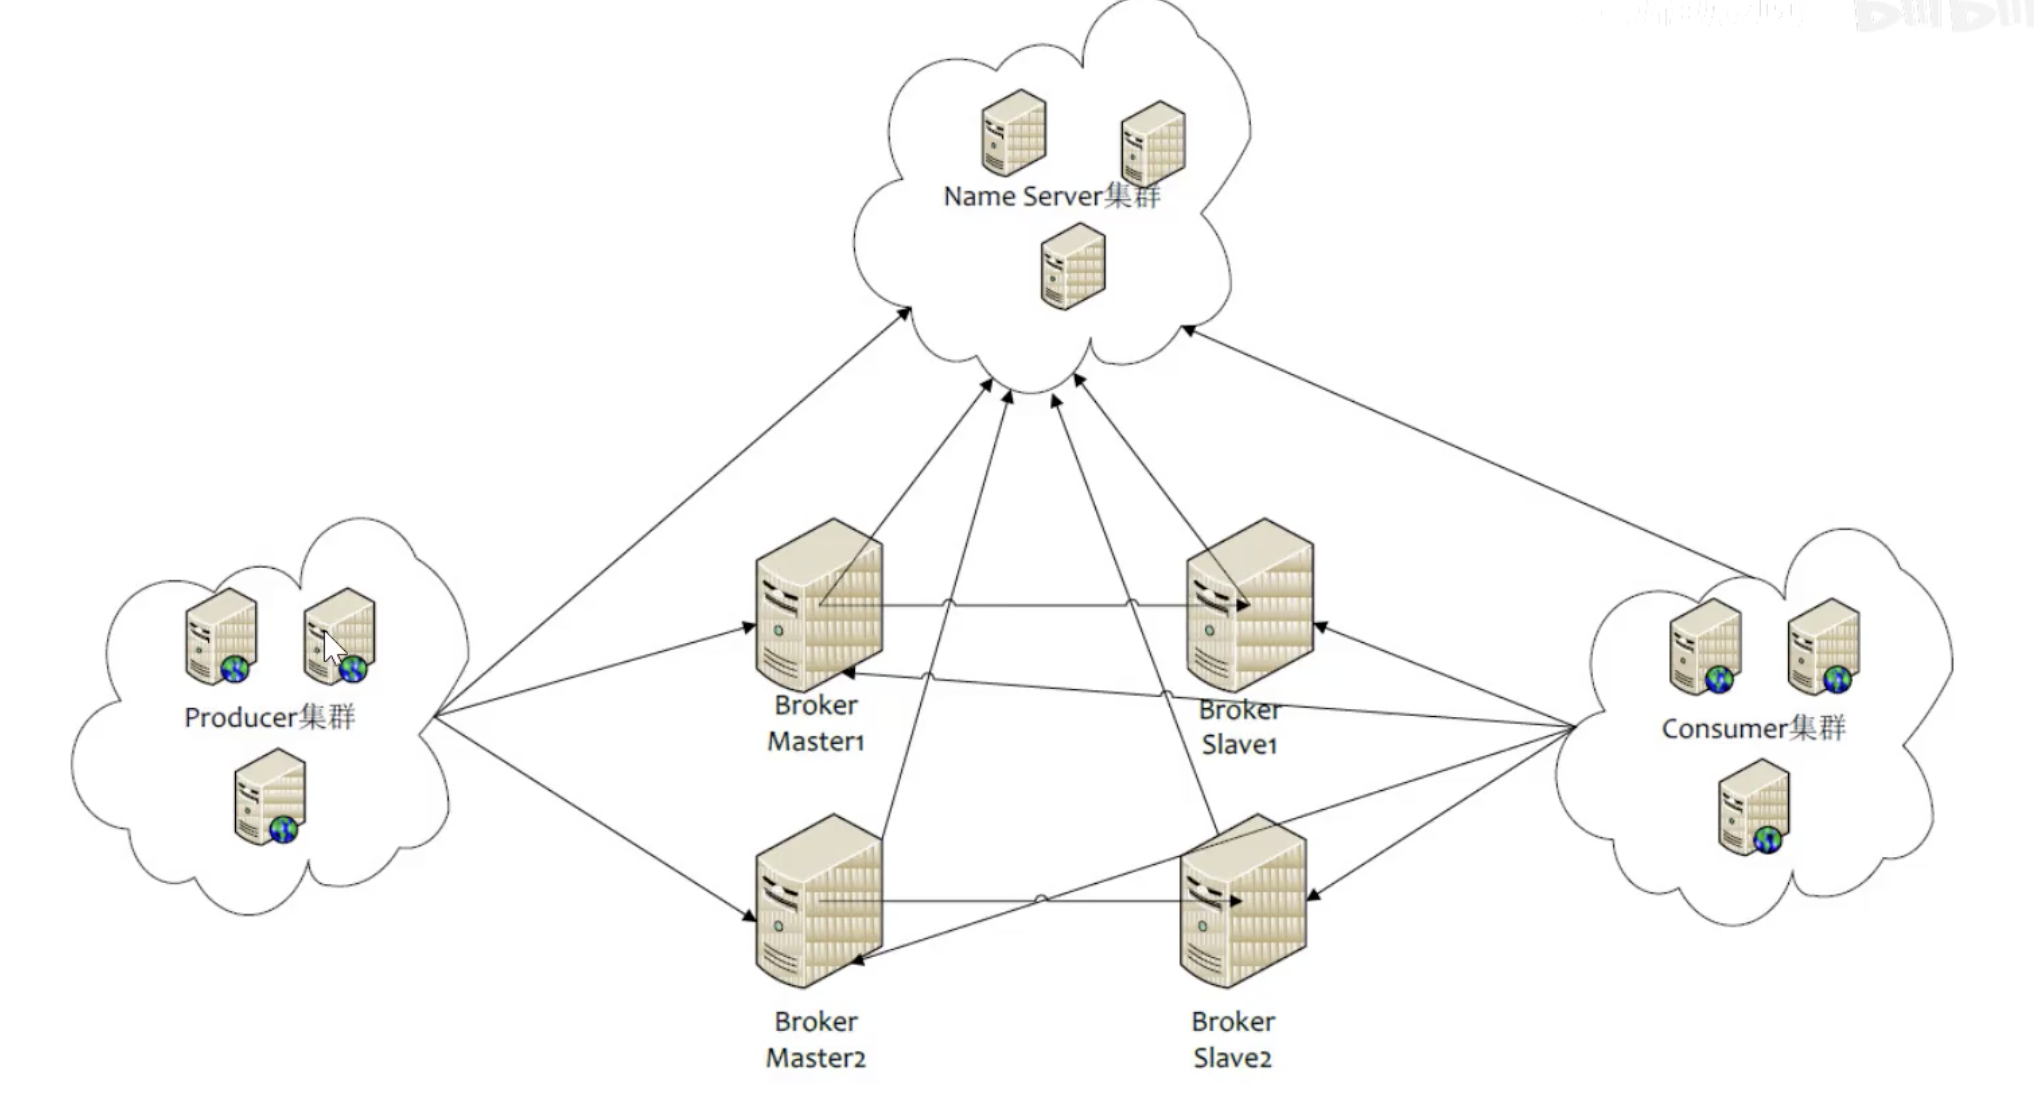 Name Server集群
Producer集群
Broker
Master1
Broker
Slave1
Consumer集群
Broker
Master2
Broker
Slave2